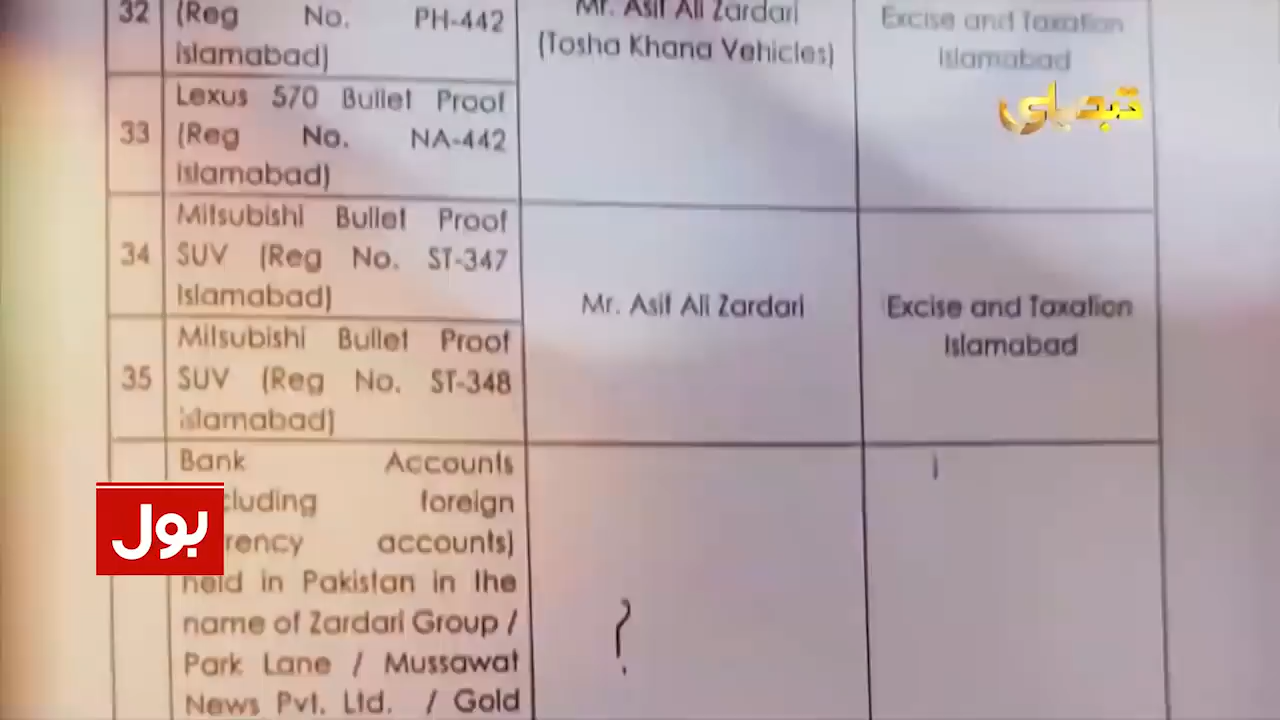 32
(Reg No. PH-442
islamabad)
Mr. Asif Ali Zardari
(Tosha Khana Vehicles)
Excise and Taxation
Islamabad
تبدیلی
33
Lexus 570 Bullet Proof
(Reg No. NA-442
islamabad)
34
Mitsubishi Bullet Proof
SUV (Reg No. ST-347
Islamabad)
Mr. Asif Ali Zardari
Excise and Taxation
Islamabad
35
Mitsubishi Bullet Proof
SUV (Reg No. ST-348
islamabad)
Bank Accounts
cluding foreign
rency accounts)
held in Pakistan in the
name of Zardari Group /
Park Lane / Mussawat
News Pvt. Ltd. / Gold
?
بول